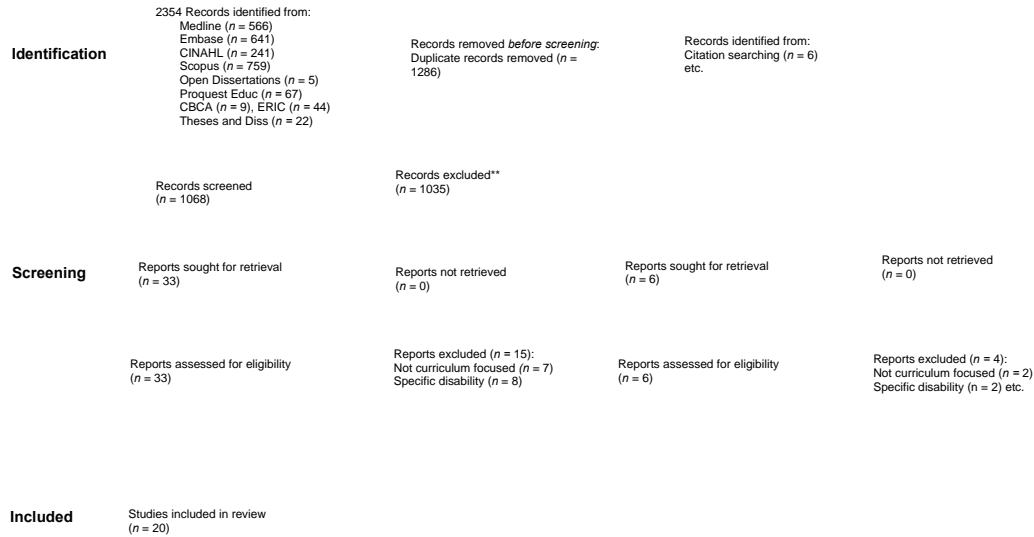 Identification
2354 Records identified from:
Medline (n = 566)
Embase (n = 641)
CINAHL (n = 241)
Scopus (n = 759)
Open Dissertations (n = 5)
Proquest Educ (n = 67)
CBCA (n = 9), ERIC (n = 44)
Theses and Diss (n = 22)
Records removed before screening:
Duplicate records removed (n =
1286)
Records identified from:
Citation searching (n = 6)
etc.
Records screened
(n = 1068)
Records excluded**
(n = 1035)
Screening
Reports sought for retrieval
(n = 33)
Reports not retrieved
(n = 0)
Reports sought for retrieval
(n = 6)
Reports not retrieved
(n = 0)
Reports assessed for eligibility
(n = 33)
Reports excluded (n = 15):
Not curriculum focused (n = 7)
Specific disability (n = 8)
Reports assessed for eligibility
(n = 6)
Reports excluded (n = 4):
Not curriculum focused (n = 2)
Specific disability (n = 2) etc.
Included
Studies included in review
(n = 20)